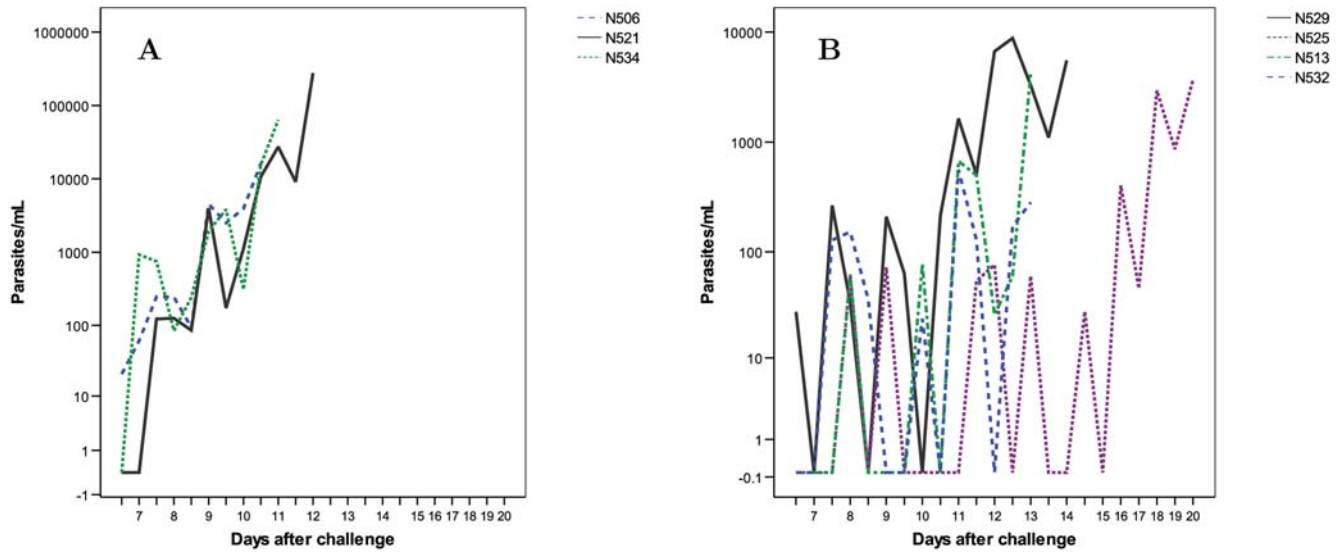 A
N506
N521
N534
1000000
100000
10000
1000
100
10
1
-1
Parasites/mL
7 8 9 10 11 12 13 14 15 16 17 18 19 20
Days after challenge
B
N529
N525
N513
N532
10000
1000
100
10
1
-0.1
Parasites/mL
7 8 9 10 11 12 13 14 15 16 17 18 19 20
Days after challenge